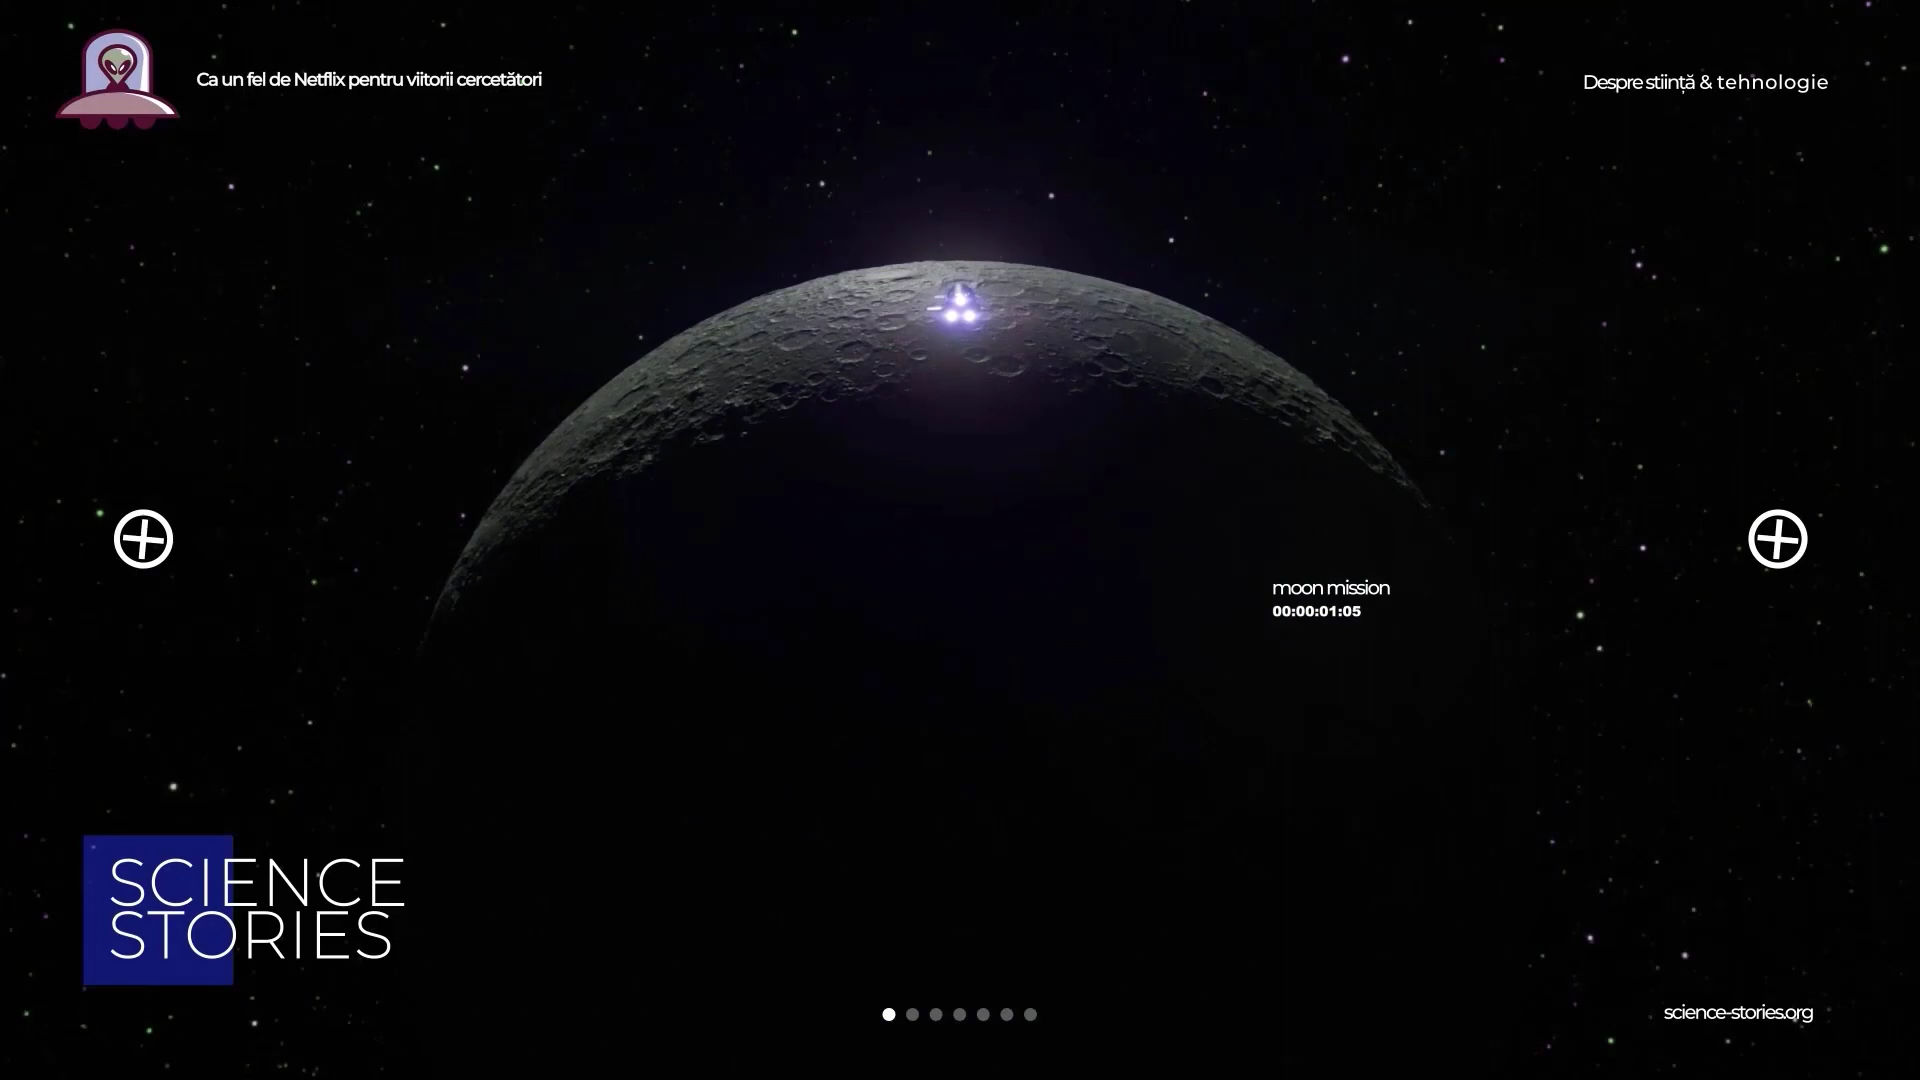 Ca un fel de Netflix pentru viitorii cercetători
Despre stiință & tehnologie
moon mission
00:00:01:05
SCIENCE
STORIES
science-stories.org